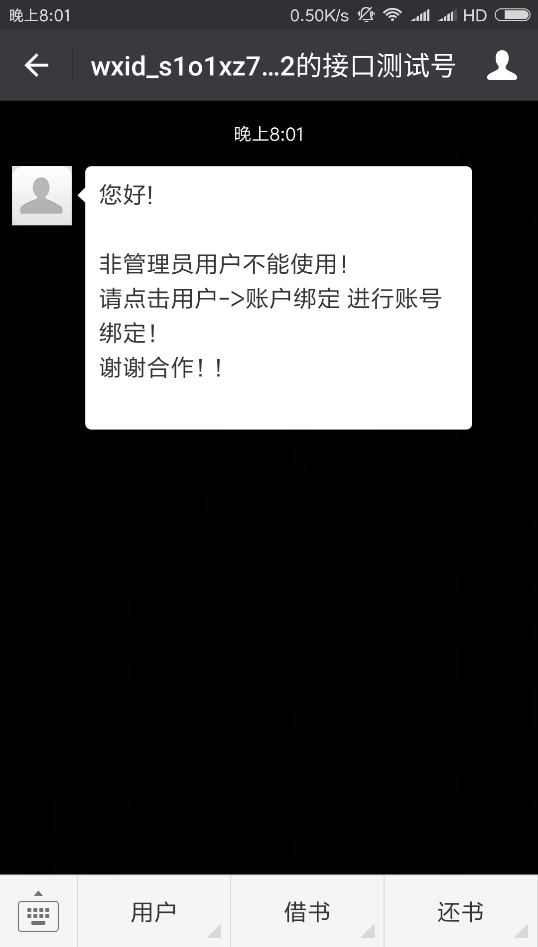 晚上8:01 0.50K/s HD
wxid_s1o1xz7...2的接口测试号
晚上8:01
您好!
非管理员用户不能使用!
请点击用户->账户绑定 进行账号
绑定!
谢谢合作!!
用户 借书 还书